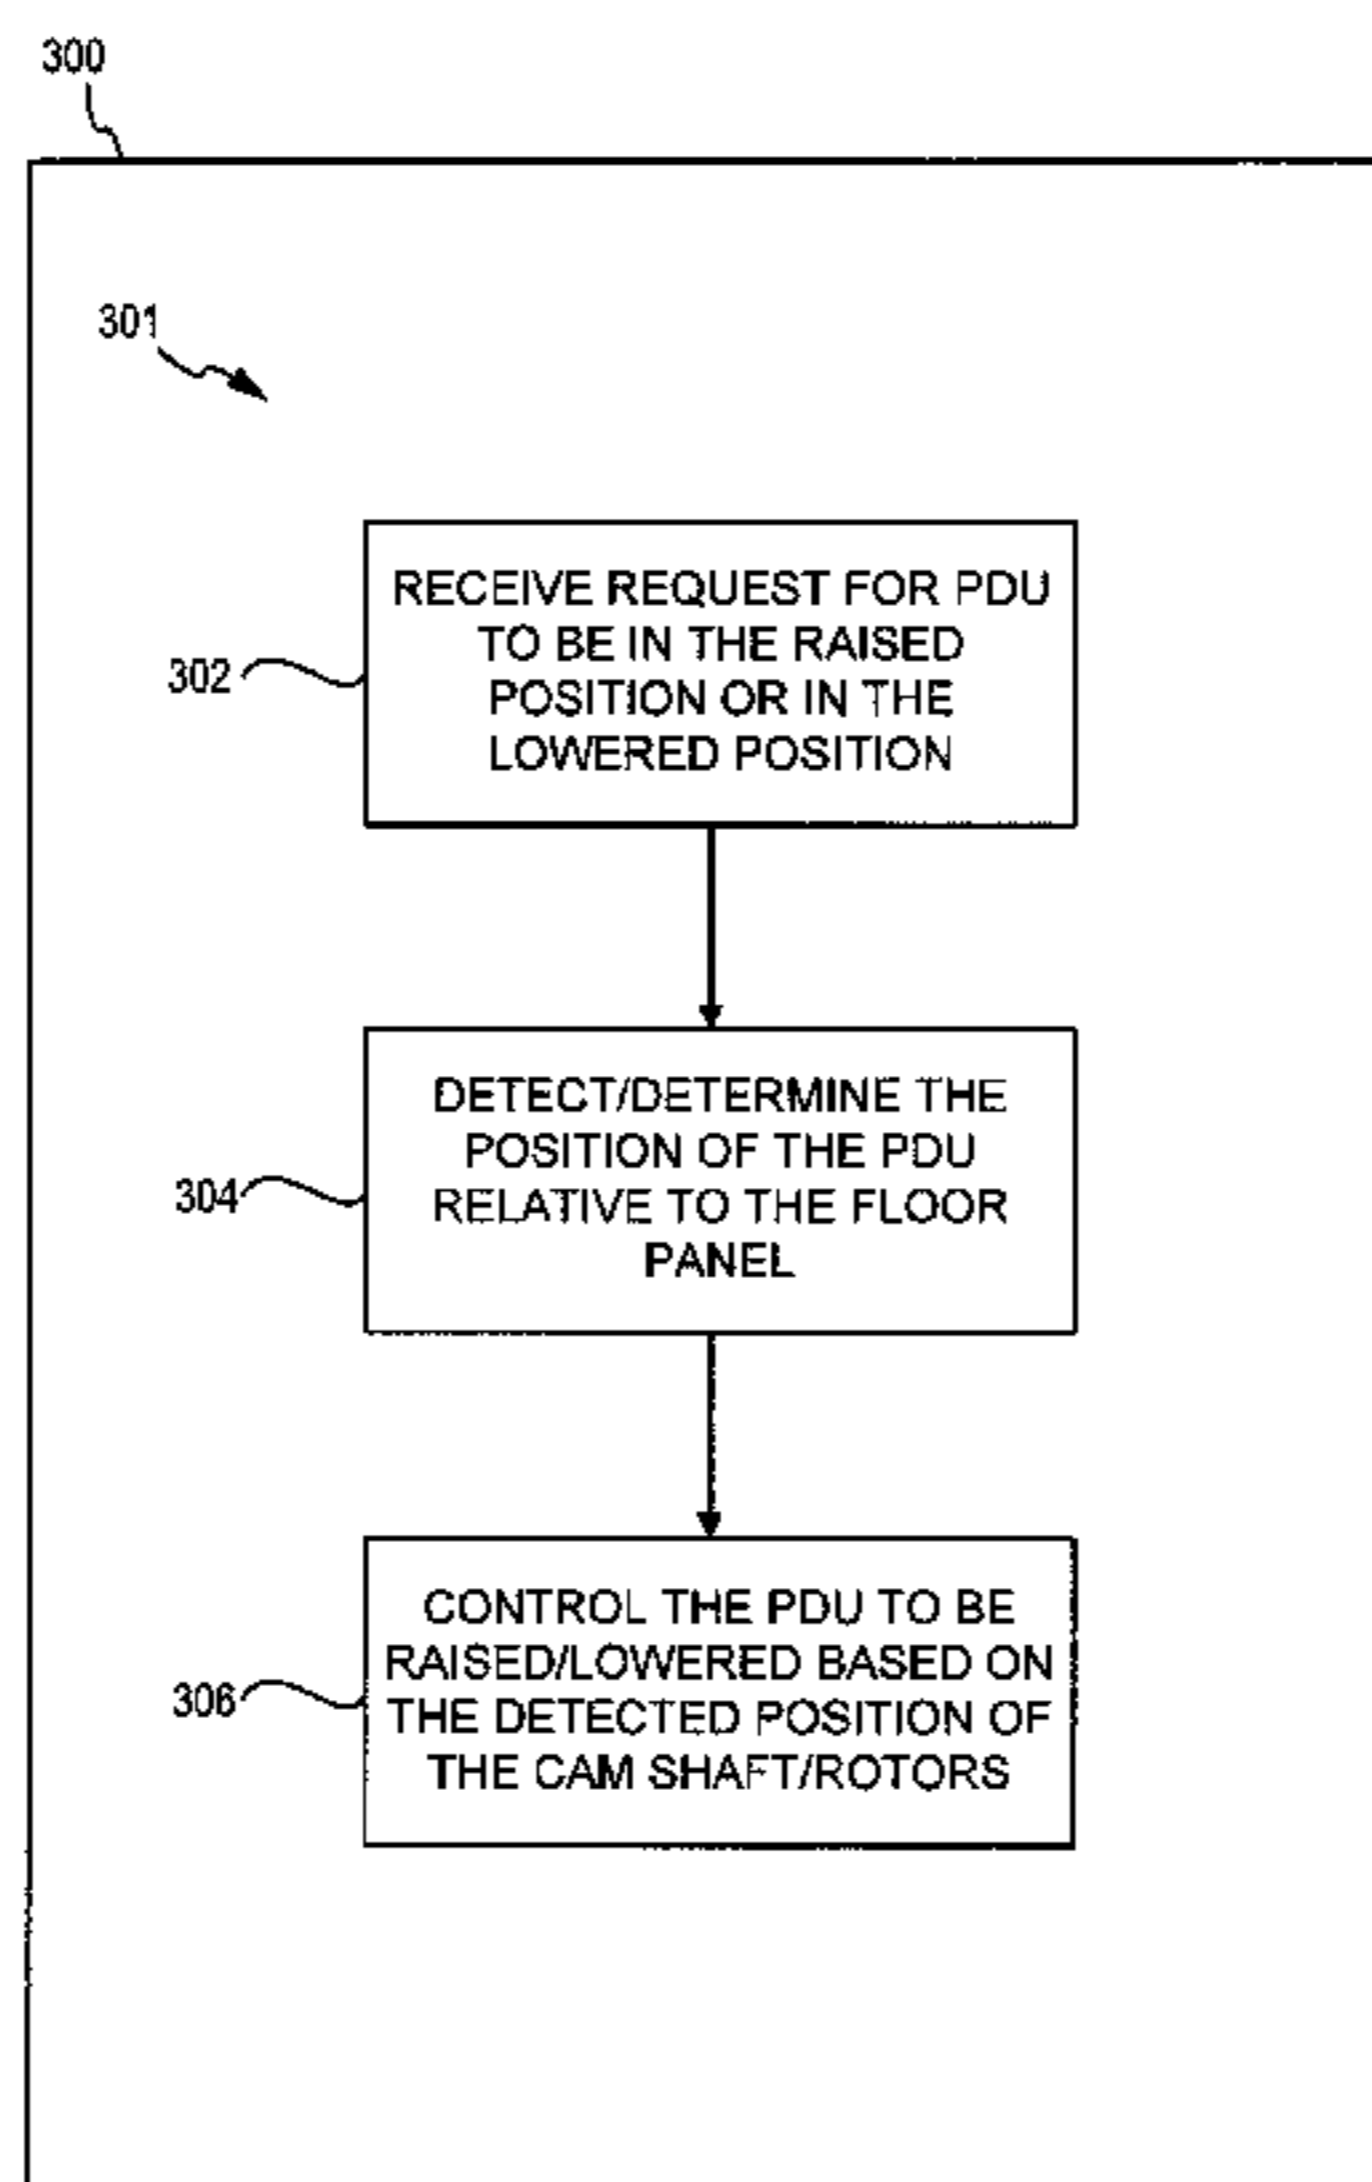 300
301
RECEIVE REQUEST FOR PDU
TO BE IN THE RAISED
POSITION OR IN THE
LOWERED POSITION
302
DETECT/DETERMINE THE
POSITION OF THE PDU
RELATIVE TO THE FLOOR
PANEL
304
CONTROL THE PDU TO BE
RAISED/LOWERED BASED ON
THE DETECTED POSITION OF
THE CAM SHAFT/ROTORS
306